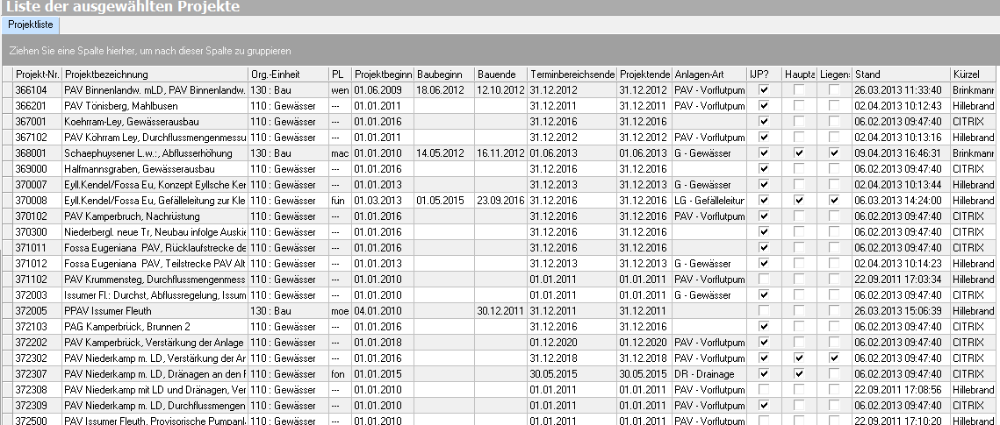 Liste der ausgewählten Projekte
Projektliste
Ziehen Sie eine Spalte hierher, um nach dieser Spalte zu gruppieren
Projekt-Nr. Projektbezeichnung Org.-Einheit PL Projektbeginn Baubeginn Bauende Terminbereichsende Projektende Anlagen-Art IJP? Haupta Liegen: Stand Kürzel
366104 PAV Binnenlandw. mLD, PAV Binnenlandw. 130 : Bau wen 01.06.2009 18.06.2012 12.10.2012 31.12.2012 31.12.2012 PAV - Vorflutpum 26.03.2013 11:33:40 Brinkmann
366201 PAV Tönisberg, Mahlbusen 110 : Gewässer --- 01.01.2011 31.12.2011 31.12.2011 PAV - Vorflutpum 02.04.2013 10:12:43 Hillebrand
367001 Koehrram-Ley, Gewässerausbau 110 : Gewässer --- 01.01.2016 31.12.2016 31.12.2016 06.02.2013 09:47:40 CITRIX
367102 PAV Köhrram Ley, Durchflussmengenmessu 110 : Gewässer --- 01.01.2011 31.12.2012 31.12.2012 PAV - Vorflutpum 02.04.2013 10:13:16 Hillebrand
368001 Schaephuysener L.w.:, Abflusserhöhung 130 : Bau mac 01.01.2010 14.05.2012 16.11.2012 01.06.2013 01.06.2013 G - Gewässer 09.04.2013 16:46:31 Brinkmann
369000 Halfmannsgraben, Gewässerausbau 110 : Gewässer --- 01.01.2016 31.12.2016 31.12.2016 06.02.2013 09:47:40 CITRIX
370007 Eyll.Kendel/Fossa Eu, Konzept Eyllsche Ker 110 : Gewässer --- 01.01.2013 31.12.2013 31.12.2013 G - Gewässer 02.04.2013 10:13:44 Hillebrand
370008 Eyll.Kendel/Fossa Eu, Gefälleleitung zur Kle 110 : Gewässer fün 01.03.2013 01.05.2015 23.09.2016 31.12.2016 31.12.2016 LG - Gefälleleitur 06.03.2013 14:24:00 Hillebrand
370102 PAV Kamperbruch, Nachrüstung 110 : Gewässer --- 01.01.2016 31.12.2016 31.12.2016 PAV - Vorflutpum 06.02.2013 09:47:40 CITRIX
370300 Niederbergl. neue Tr, Neubau infolge Auskie 110 : Gewässer --- 01.01.2016 31.12.2016 31.12.2016 06.02.2013 09:47:40 CITRIX
371011 Fossa Eugeniana PAV, Rücklaufstrecke de 110 : Gewässer --- 01.01.2016 31.12.2016 31.12.2016 06.02.2013 09:47:40 CITRIX
371012 Fossa Eugeniana PAV, Teilstrecke PAV Alt 110 : Gewässer --- 01.01.2013 31.12.2013 31.12.2013 G - Gewässer 02.04.2013 10:14:23 Hillebrand
371102 PAV Krummensteg, Durchflussmengenmess 110 : Gewässer --- 01.01.2010 01.01.2011 01.01.2011 PAV - Vorflutpum 22.09.2011 17:03:34 Hillebrand
372003 Issumer Fl.: Durchst, Abflussregelung, Issum 110 : Gewässer --- 01.01.2010 01.01.2011 01.01.2011 G - Gewässer 06.02.2013 09:47:40 CITRIX
372005 PPAV Issumer Fleuth 130 : Bau moe 04.01.2010 30.12.2011 31.12.2011 31.12.2011 26.03.2013 15:06:39 Hillebrand
372103 PAG Kamperbrück, Brunnen 2 110 : Gewässer --- 01.01.2016 31.12.2016 31.12.2016 06.02.2013 09:47:40 CITRIX
372202 PAV Kamperbrück, Verstärkung der Anlage 110 : Gewässer --- 01.01.2018 01.12.2020 01.12.2020 PAV - Vorflutpum 06.02.2013 09:47:40 CITRIX
372302 PAV Niederkamp m. LD, Verstärkung der Ar 110 : Gewässer --- 01.01.2016 31.12.2018 31.12.2018 PAV - Vorflutpum 06.02.2013 09:47:40 CITRIX
372307 PAV Niederkamp m. LD, Dränagen an den F 110 : Gewässer fon 01.01.2015 30.05.2015 30.05.2015 DR - Drainage 06.02.2013 09:47:40 CITRIX
372308 PAV Niederkamp mit LD und Dränagen, Ver 110 : Gewässer --- 01.01.2010 01.01.2011 01.01.2011 PAV - Vorflutpum 22.09.2011 17:08:56 Hillebrand
372309 PAV Niederkamp m. LD, Durchflussmengen 110 : Gewässer --- 01.01.2010 01.01.2011 01.01.2011 PAV - Vorflutpum 06.02.2013 09:47:40 CITRIX
372500 PAV Issumer Fleuth, Provisorische Pumpanl 110 : Gewässer --- 01.01.2010 01.01.2011 01.01.2011 PAV - Vorflutpum 22.09.2011 17:10:20 Hillebrand